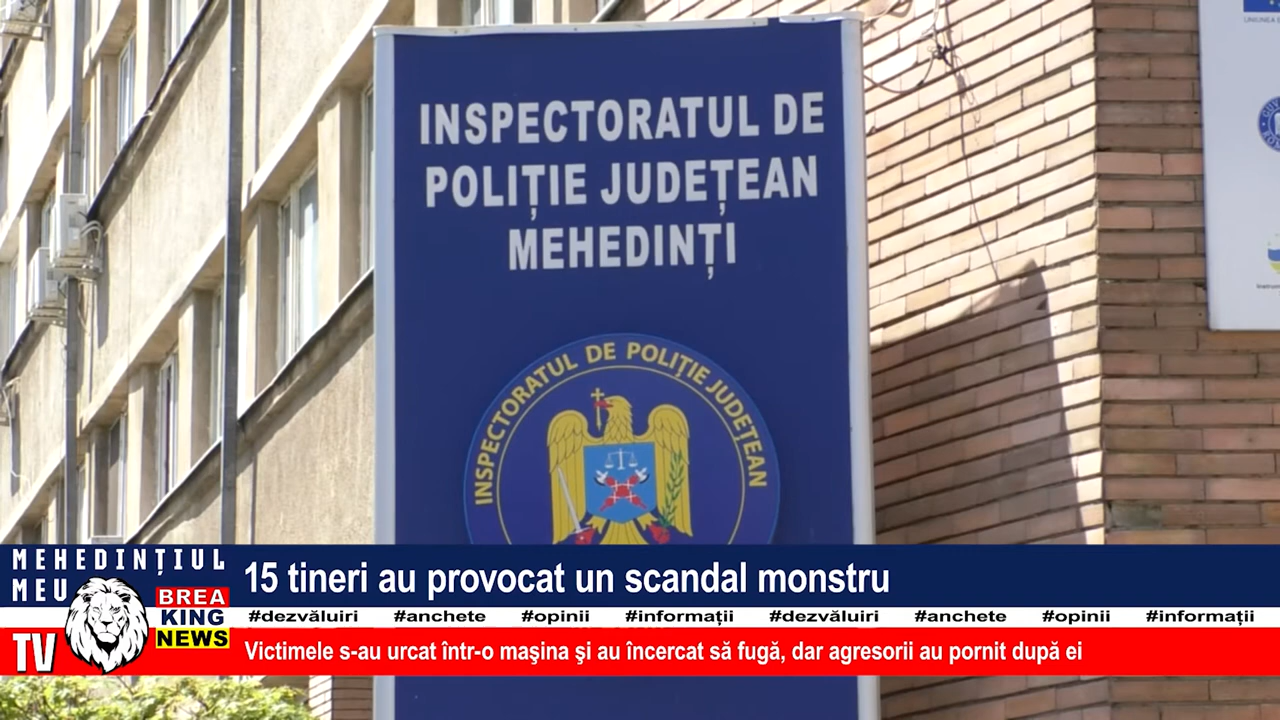 INSPECTORATUL DE
POLIȚIE JUDEȚEAN
MEHEDINȚI
INSPECTORATUL DE POLIȚIE JUDEȚEAN
MEHEDINȚIUL
MEU
TV
BREA
KING
NEWS
15 tineri au provocat un scandal monstru
#dezvăluiri #anchete #opinii #informații #dezvăluiri #anchete #opinii #informații
Victimele s-au urcat într-o maşina şi au încercat să fugă, dar agresorii au pornit după ei